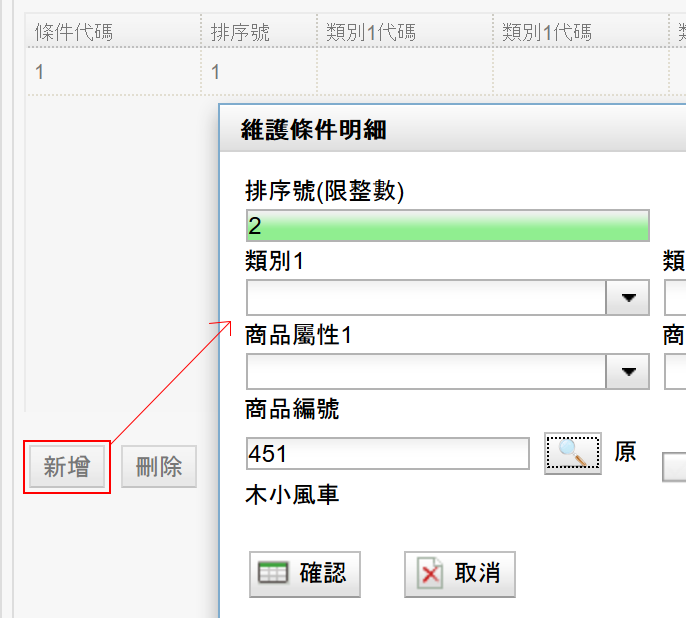 條件代碼 排序號 類別1代碼 類別1代碼
1 1
維護條件明細
排序號(限整數)
2
類別1 類
商品屬性1 商
商品編號
451 原
木小風車
新增 刪除
確認 取消